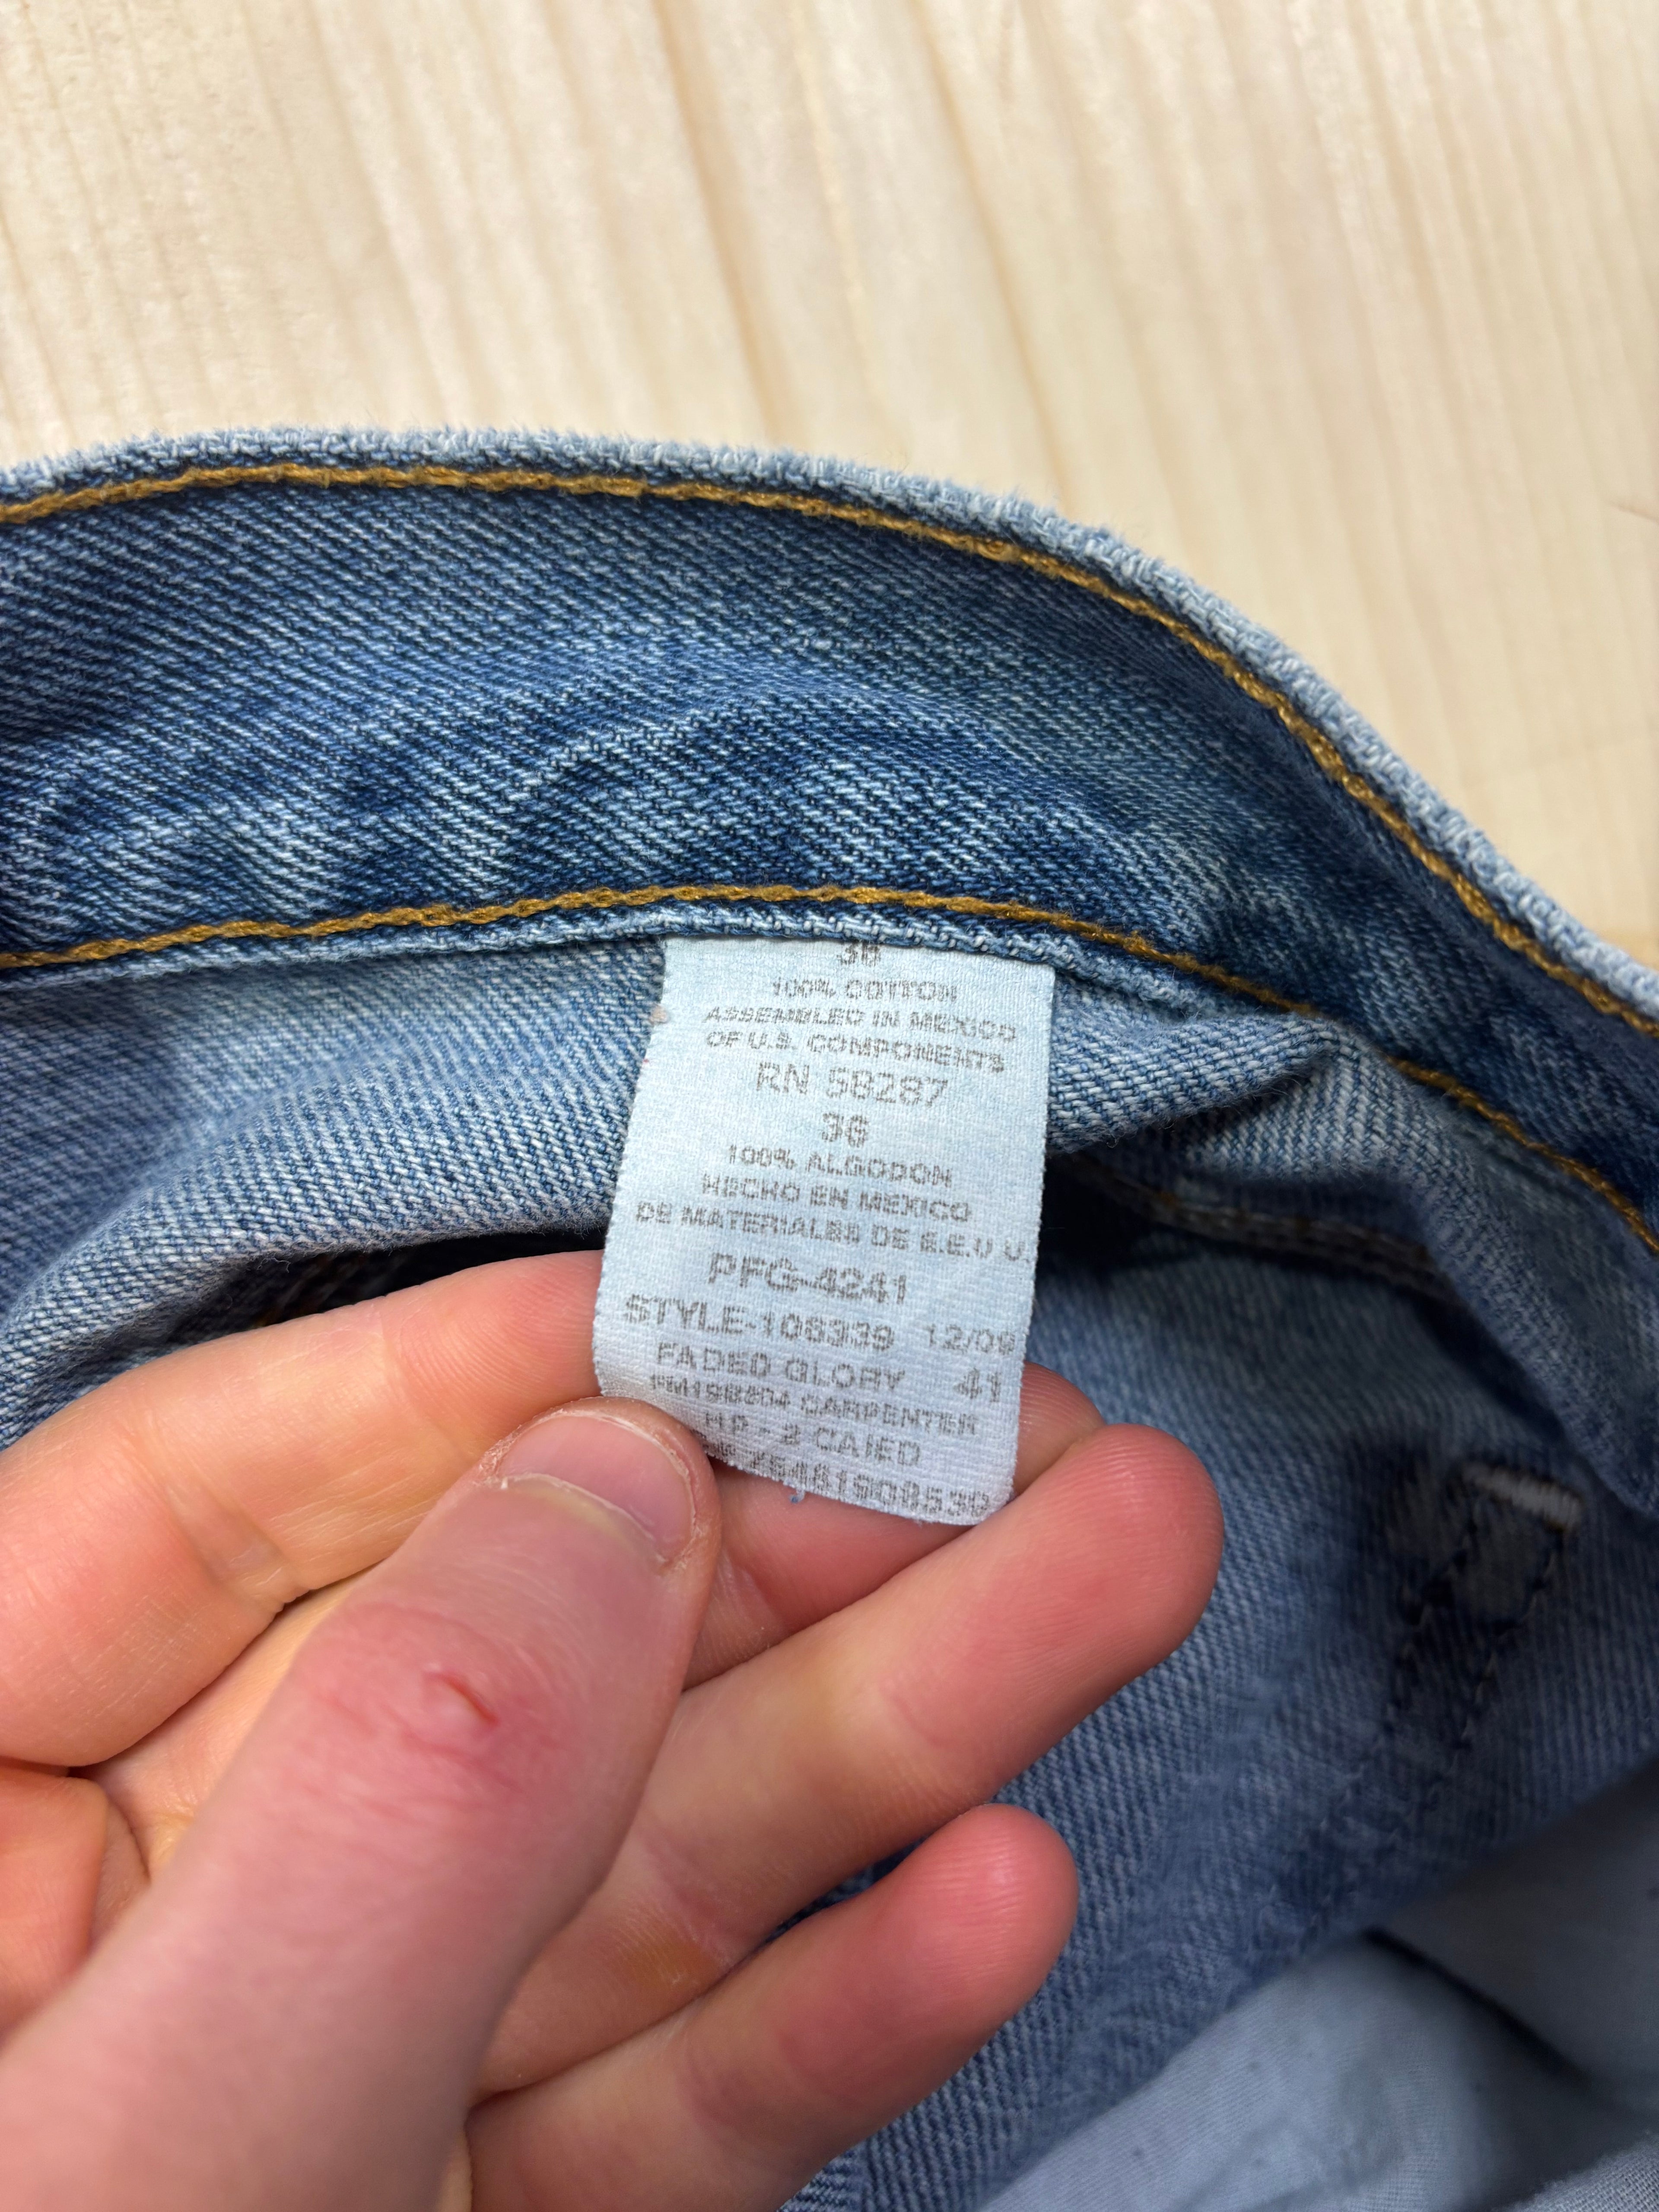 36
100% COTTON
ASSEMBLED IN MEXICO
OF U.S. COMPONENTS
RN 58287
36
100% ALGODON
HECHO EN MEXICO
DE MATERIALES DE E.E.U U.
PFG-4241
STYLE-106339 12/09
FADED GLORY 41
CARPENTER